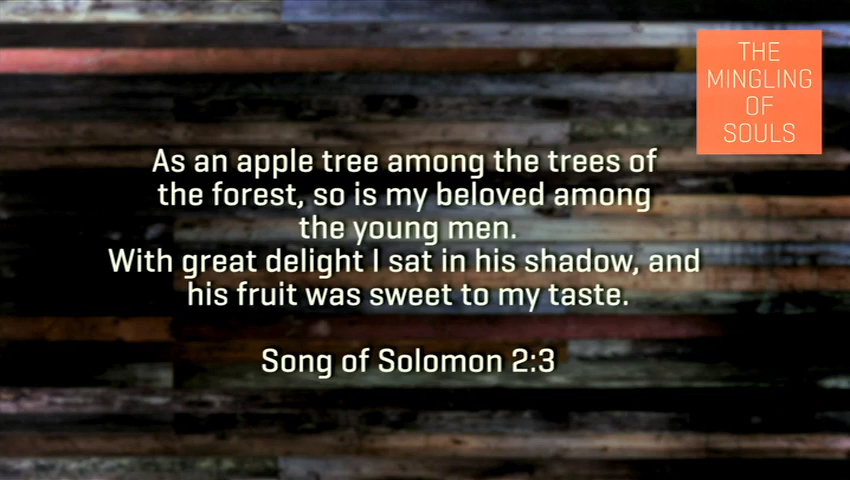 THE
MINGLING
OF
SOULS
As an apple tree among the trees of
the forest, so is my beloved among
the young men.
With great delight I sat in his shadow, and
his fruit was sweet to my taste.
Song of Solomon 2:3